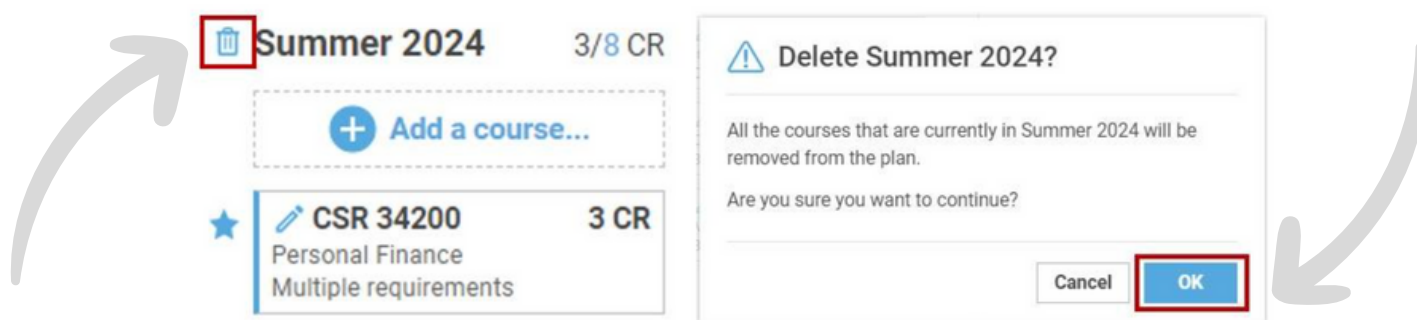 Summer 2024 3/8 CR
Add a course...
CSR 34200 3 CR
Personal Finance
Multiple requirements
Delete Summer 2024?
All the courses that are currently in Summer 2024 will be
removed from the plan.
Are you sure you want to continue?
Cancel OK